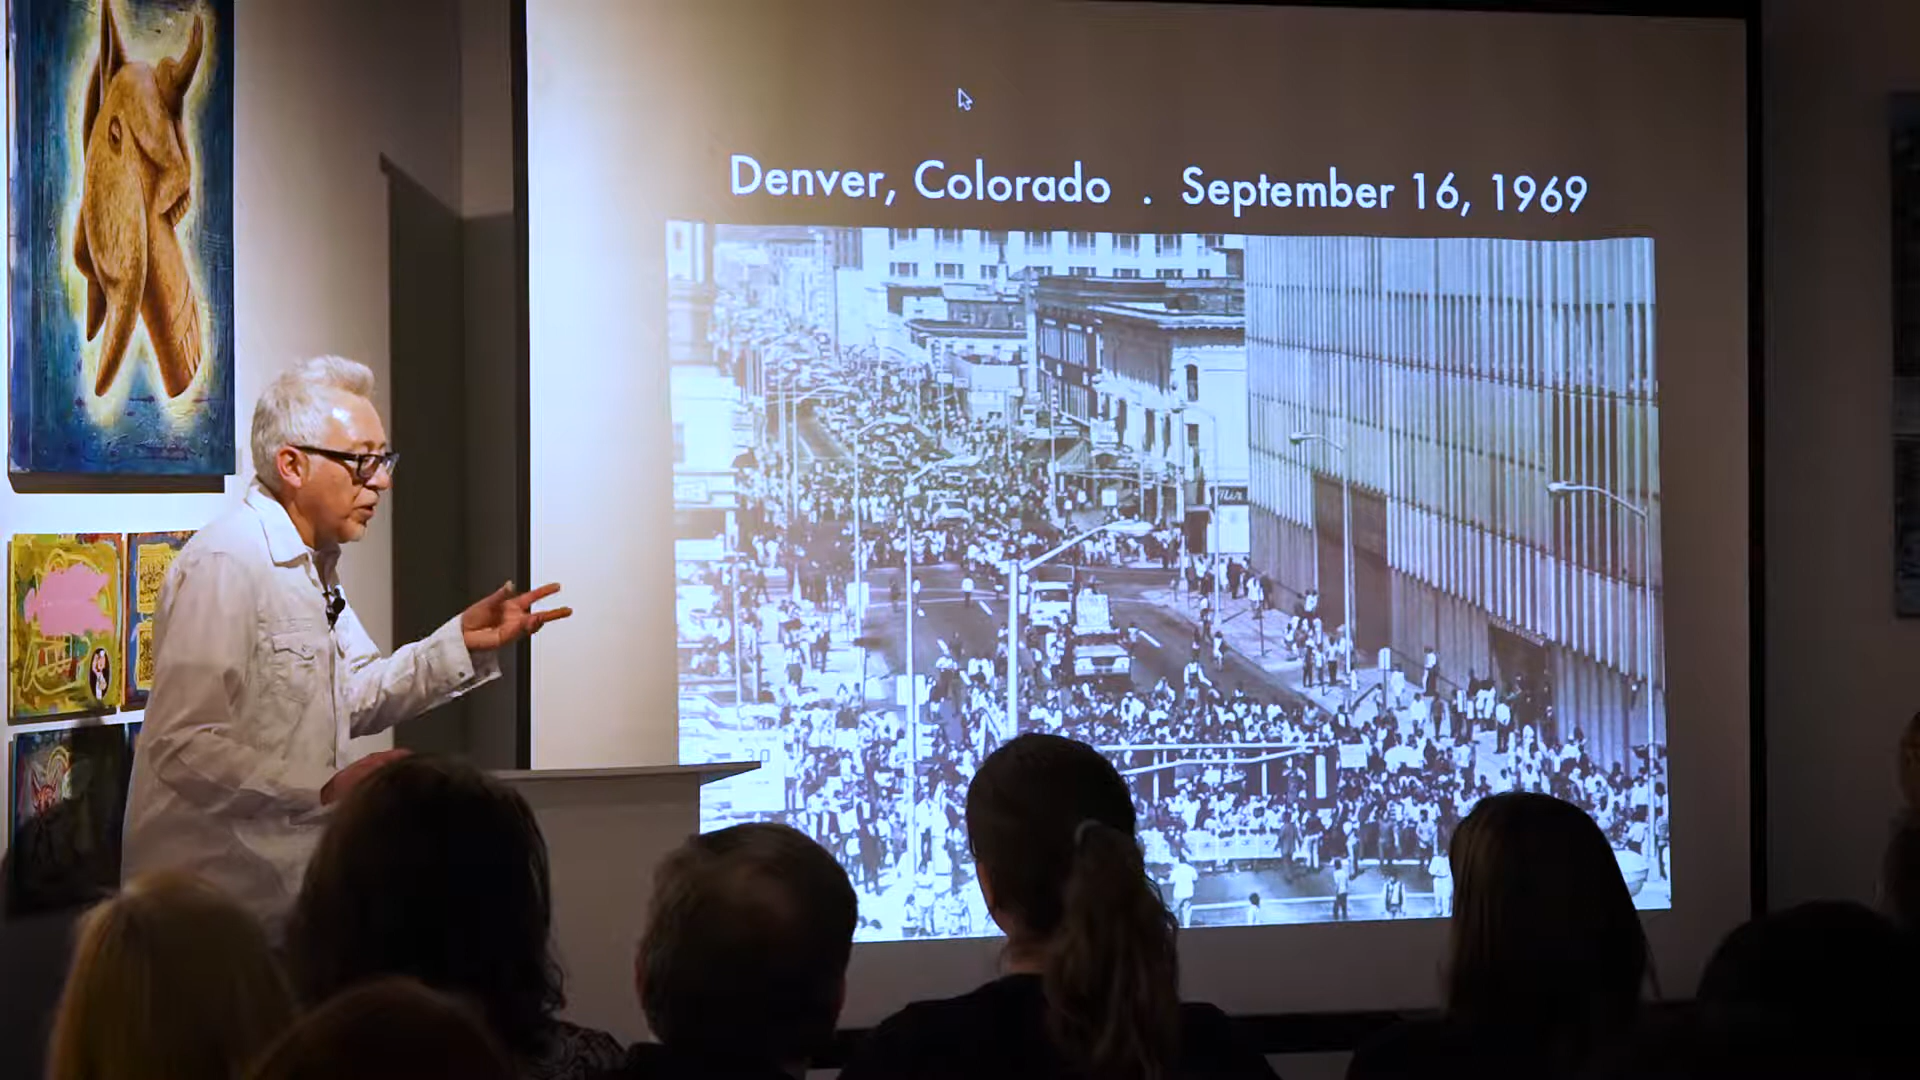 Denver, Colorado . September 16, 1969